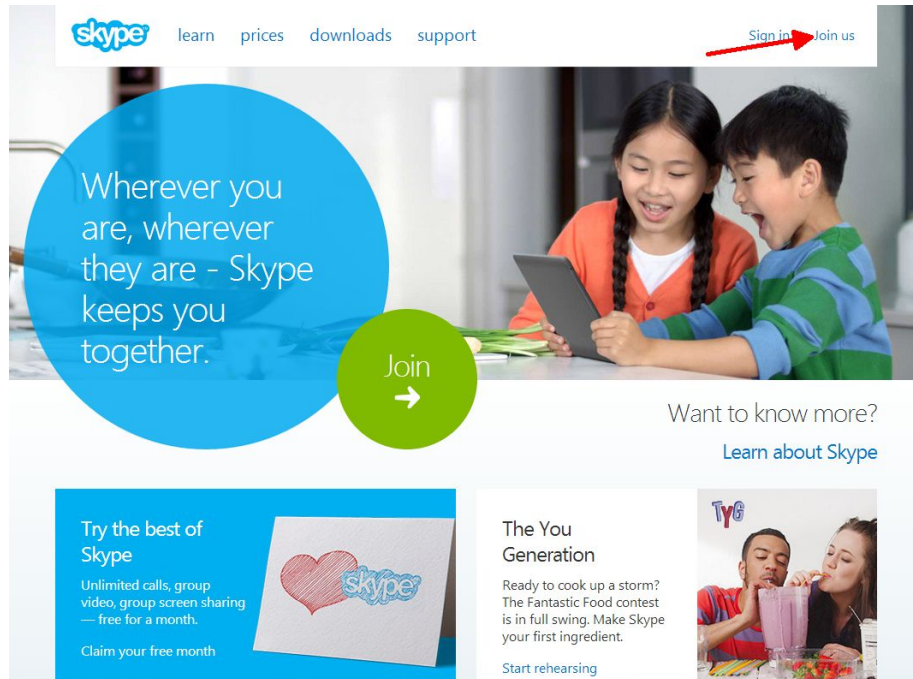 skype learn prices downloads support Sign in Join us
Wherever you
are, wherever
they are - Skype
keeps you
together.
Join
Want to know more?
Learn about Skype
Try the best of
Skype
Unlimited calls, group
video, group screen sharing
— free for a month.
Claim your free month
skype
The You
Generation
Ready to cook up a storm?
The Fantastic Food contest
is in full swing. Make Skype
your first ingredient.
Start rehearsing
TYG